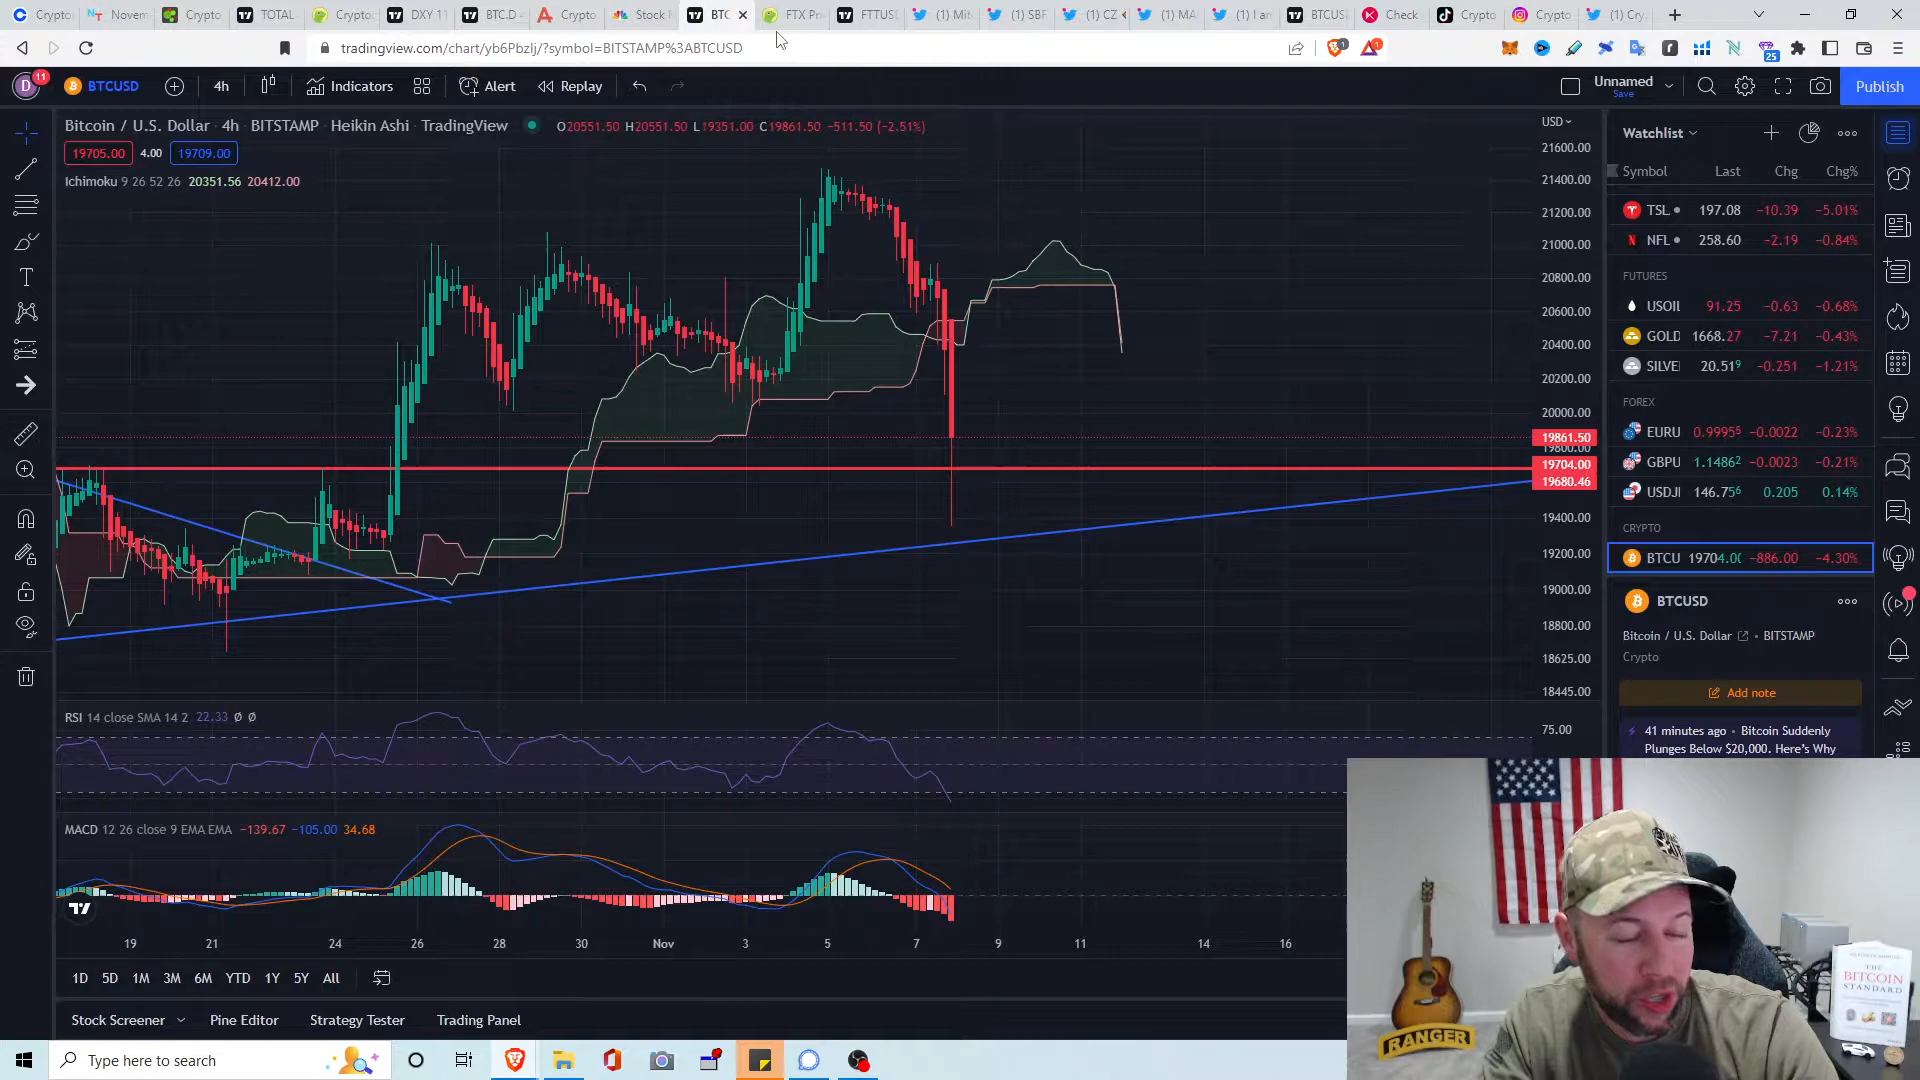 Crypto
Novem
Crypto
TOTAL
Crypto
DXY 11
BTC.D
Crypto
Stock
BTC
FTX Pr
FTTUSD
(1) Mi
(1) SBF
(1) CZ
(1) MA
(1) I an
BTCUS
Check
Crypto
Crypto
(1) Cry
tradingview.com/chart/yb6Pbzlj/?symbol=BITSTAMP%3ABTCUSD
25
D
11
BTCUSD
4h
Indicators
Alert
Replay
Unnamed
Save
Publish
Bitcoin / U.S. Dollar · 4h · BITSTAMP · Heikin Ashi · TradingView
O20551.50 H20551.50 L19351.00 C19861.50 −511.50 (−2.51%)
19705.00 4.00 19709.00
Ichimoku 9 26 52 26 20351.56 20412.00
USD
21600.00
21400.00
21200.00
21000.00
20800.00
20600.00
20400.00
20200.00
20000.00
19861.50
19800.00
19704.00
19680.46
19400.00
19200.00
19000.00
18800.00
18625.00
18445.00
75.00
RSI 14 close SMA 14 2 22.33 Ø Ø
MACD 12 26 close 9 EMA EMA −139.67 −105.00 34.68
19 21 24 26 28 30 Nov 3 5 7 9 11 14 16
1D 5D 1M 3M 6M YTD 1Y 5Y All
Stock Screener Pine Editor Strategy Tester Trading Panel
Watchlist
Symbol Last Chg Chg%
TSL 197.08 −10.39 −5.01%
NFL 258.60 −2.19 −0.84%
FUTURES
USOI 91.25 −0.63 −0.68%
GOLD 1668.27 −7.21 −0.43%
SILVE 20.519 −0.251 −1.21%
FOREX
EURU 0.99955 −0.0022 −0.23%
GBPU 1.14862 −0.0023 −0.21%
USDJ 146.756 0.205 0.14%
CRYPTO
BTCU 19704.00 −886.00 −4.30%
BTCUSD
Bitcoin / U.S. Dollar · BITSTAMP
Crypto
Add note
41 minutes ago · Bitcoin Suddenly
Plunges Below $20,000. Here's Why
THE
BITCOIN
STANDARD
RANGER
Type here to search